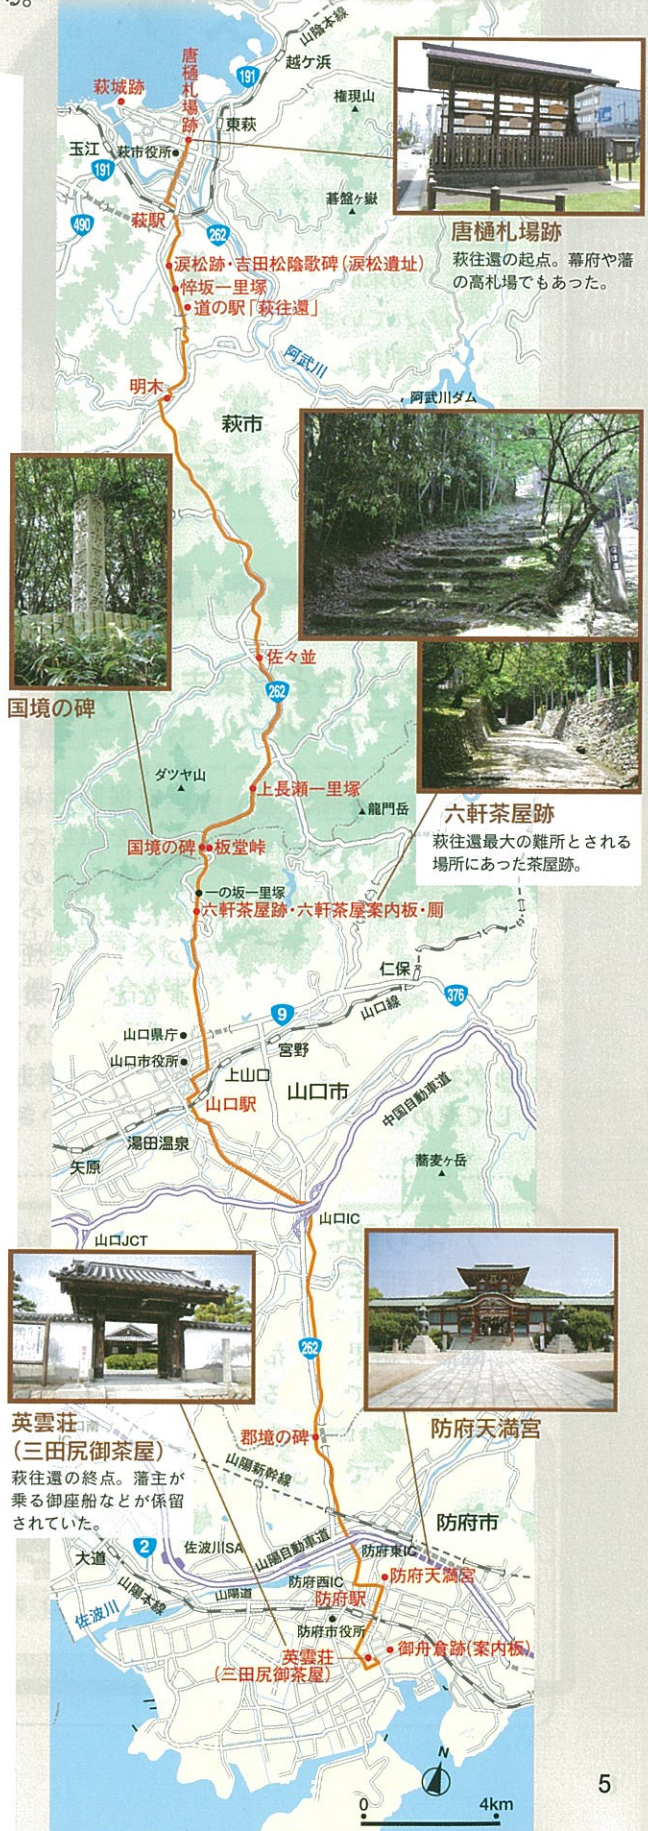 る。
山陰本線
越ケ浜
191
唐樋札場跡
萩城跡
権現山
東萩
玉江
萩市役所
191
碁盤ヶ嶽
490
萩駅
262
唐樋札場跡
萩往還の起点。幕府や藩
の高札場でもあった。
涙松跡・吉田松陰歌碑(涙松遺址)
悴坂一里塚
道の駅「萩往還」
阿武川
明木
阿武川ダム
萩市
国境の碑
佐々並
262
ダツヤ山
上長瀬一里塚
龍門岳
六軒茶屋跡
萩往還最大の難所とされる
場所にあった茶屋跡。
国境の碑
板堂峠
一の坂一里塚
六軒茶屋跡・六軒茶屋案内板・厠
仁保
376
9
山口線
山口県庁
宮野
山口市役所
上山口
山口市
山口駅
中国自動車道
湯田温泉
矢原
蕎麦ヶ岳
山口IC
山口JCT
262
英雲荘
(三田尻御茶屋)
萩往還の終点。藩主が
乗る御座船などが係留
されていた。
防府天満宮
郡境の碑
山陽新幹線
防府市
2
佐波川SA
山陽自動車道
大道
防府東IC
山陽本線
山陽道
防府西IC
防府天満宮
佐波川
防府駅
防府市役所
英雲荘
(三田尻御茶屋)
御舟倉跡(案内板)
N
0
4km
5